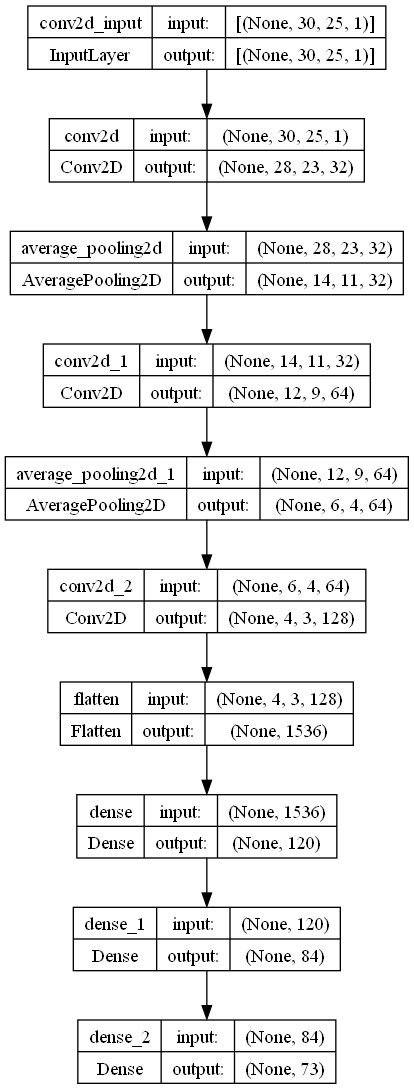 conv2d_input input: [(None, 30, 25, 1)]
InputLayer output: [(None, 30, 25, 1)]
conv2d input: (None, 30, 25, 1)
Conv2D output: (None, 28, 23, 32)
average_pooling2d input: (None, 28, 23, 32)
AveragePooling2D output: (None, 14, 11, 32)
conv2d_1 input: (None, 14, 11, 32)
Conv2D output: (None, 12, 9, 64)
average_pooling2d_1 input: (None, 12, 9, 64)
AveragePooling2D output: (None, 6, 4, 64)
conv2d_2 input: (None, 6, 4, 64)
Conv2D output: (None, 4, 3, 128)
flatten input: (None, 4, 3, 128)
Flatten output: (None, 1536)
dense input: (None, 1536)
Dense output: (None, 120)
dense_1 input: (None, 120)
Dense output: (None, 84)
dense_2 input: (None, 84)
Dense output: (None, 73)